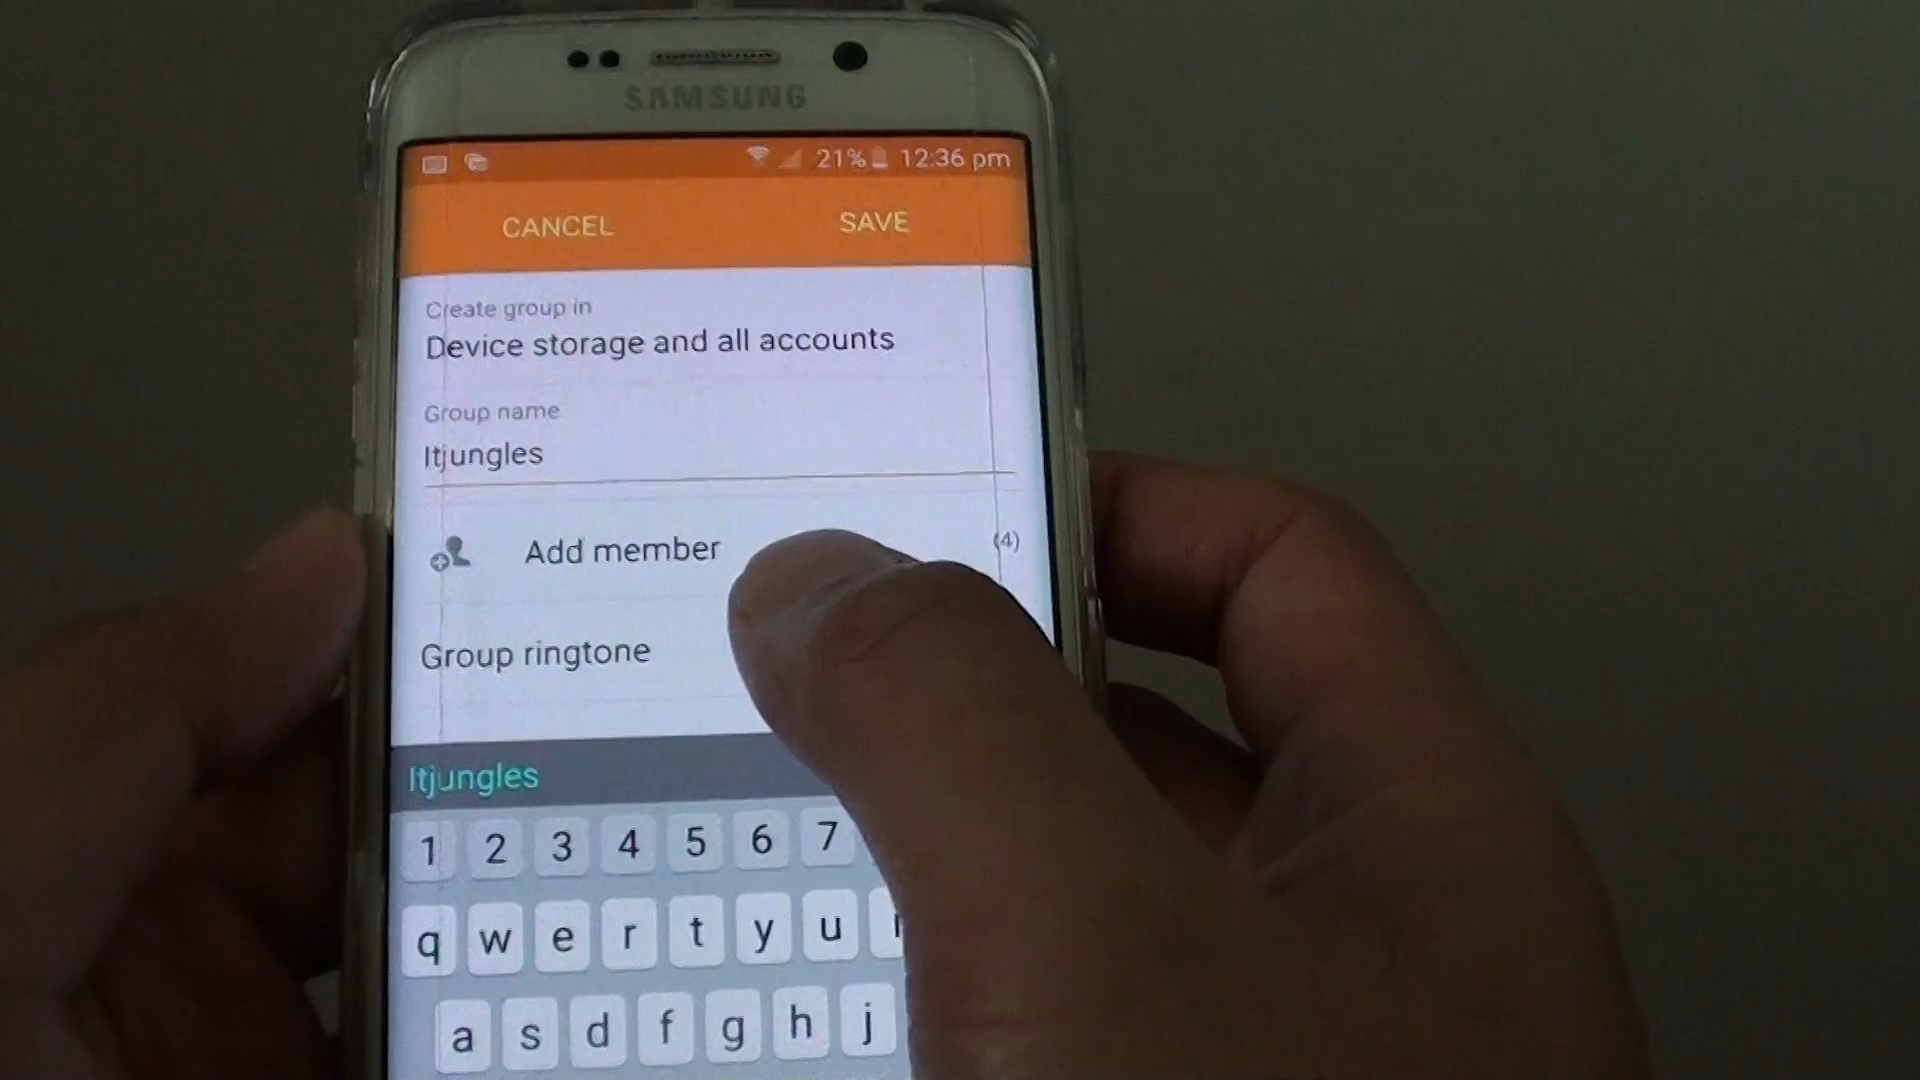 SAMSUNG
21% 12:36 pm
CANCEL SAVE
Create group in
Device storage and all accounts
Group name
Itjungles
Add member (4)
Group ringtone
Itjungles
1 2 3 4 5 6 7
q w e r t y u
a s d f g h j